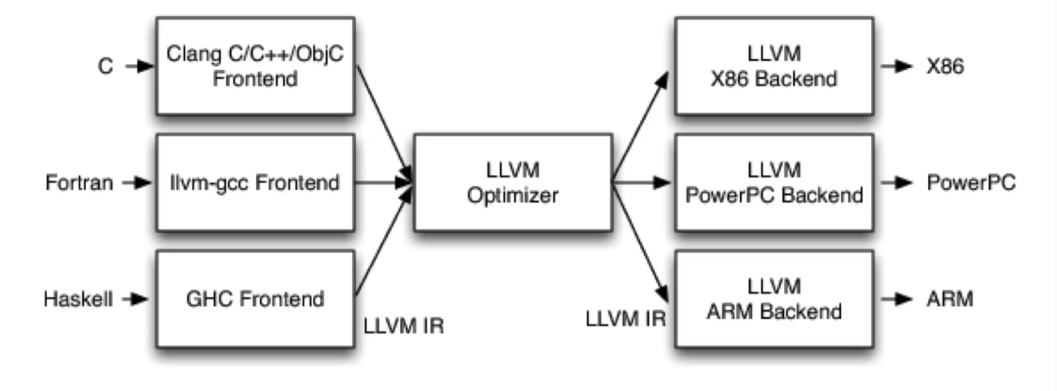 C
Clang C/C++/ObjC
Frontend
LLVM
X86 Backend
X86
Fortran
llvm-gcc Frontend
LLVM
Optimizer
LLVM
PowerPC Backend
PowerPC
Haskell
GHC Frontend
LLVM IR
LLVM IR
LLVM
ARM Backend
ARM